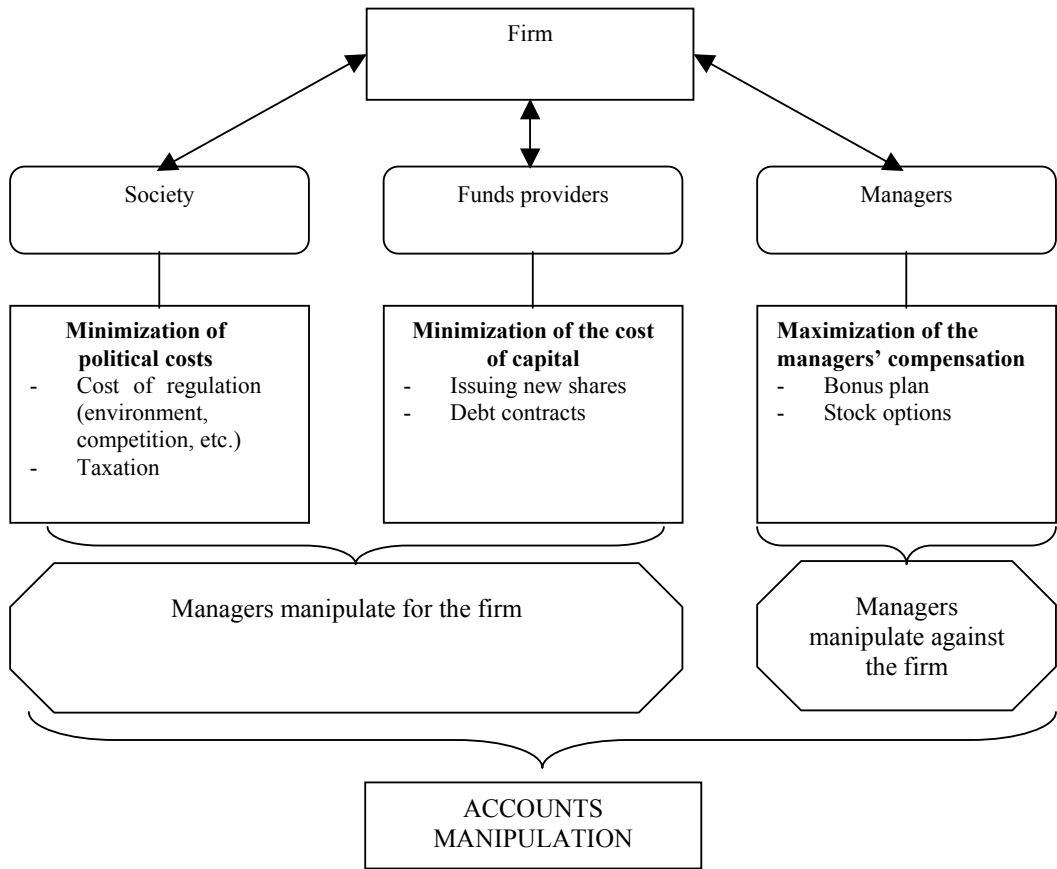 Firm
Society
Funds providers
Managers
Minimization of
political costs
- Cost of regulation
(environment,
competition, etc.)
- Taxation
Minimization of the cost
of capital
- Issuing new shares
- Debt contracts
Maximization of the
managers’ compensation
- Bonus plan
- Stock options
Managers manipulate for the firm
Managers
manipulate against
the firm
ACCOUNTS
MANIPULATION